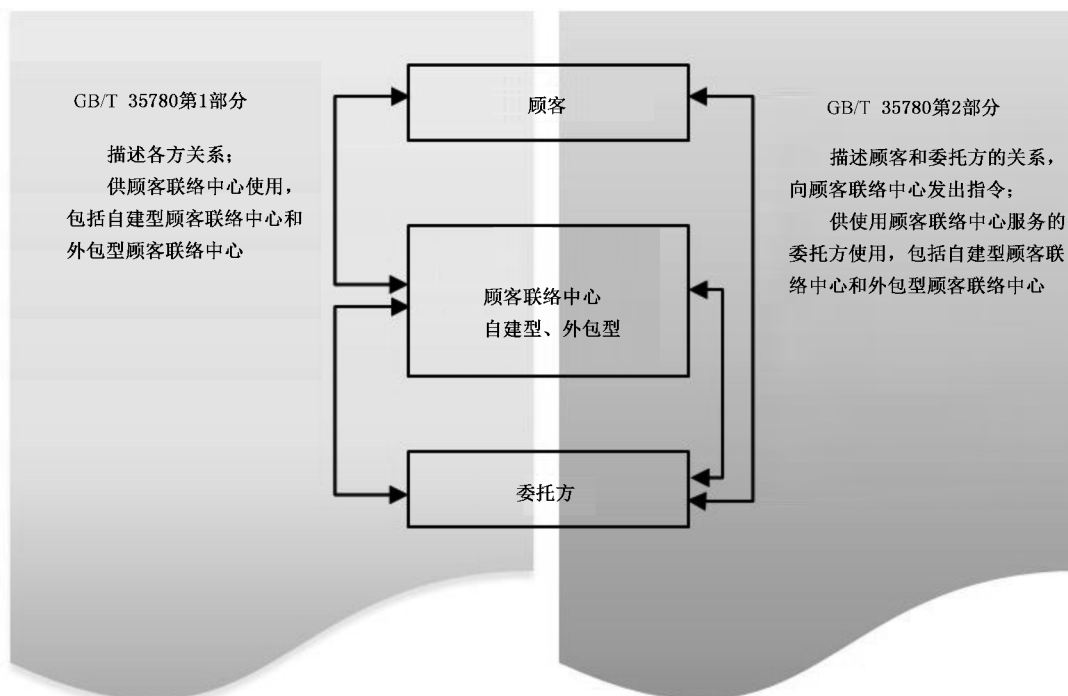 GB/T 35780第1部分
描述各方关系；
供顾客联络中心使用，
包括自建型顾客联络中心和
外包型顾客联络中心
顾客
顾客联络中心
自建型、外包型
委托方
GB/T 35780第2部分
描述顾客和委托方的关系，
向顾客联络中心发出指令；
供使用顾客联络中心服务的
委托方使用，包括自建型顾客联
络中心和外包型顾客联络中心